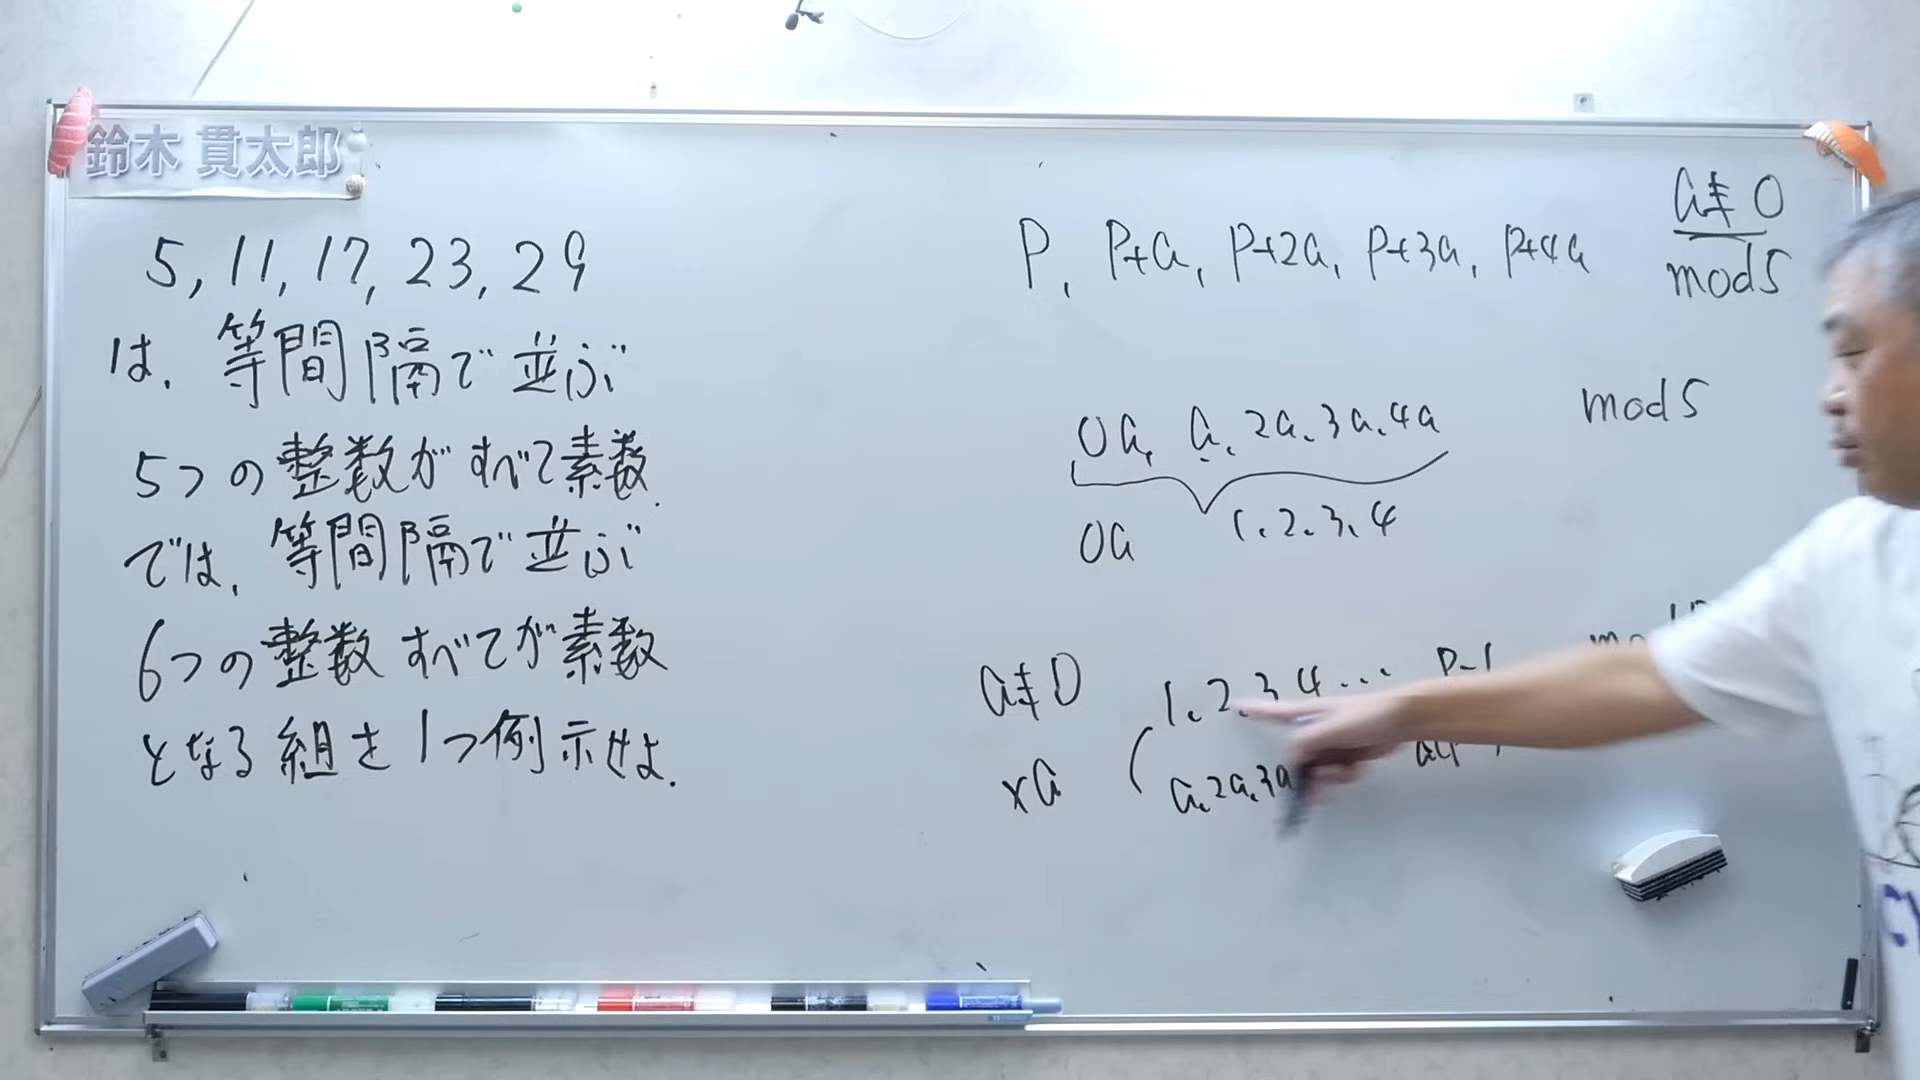 鈴木 貫太郎
5, 11, 17, 23, 29
は、等間隔で並ぶ
5つの整数がすべて素数.
では、等間隔で並ぶ
6つの整数すべてが素数
となる組を1つ例示せよ.
P, P+a, P+2a, P+3a, P+4a
a≢0
mod5
0a, a, 2a, 3a, 4a
mod5
0a
1, 2, 3, 4
a≢0
1, 2, 3, 4 ... P-1
×a
a, 2a, 3a